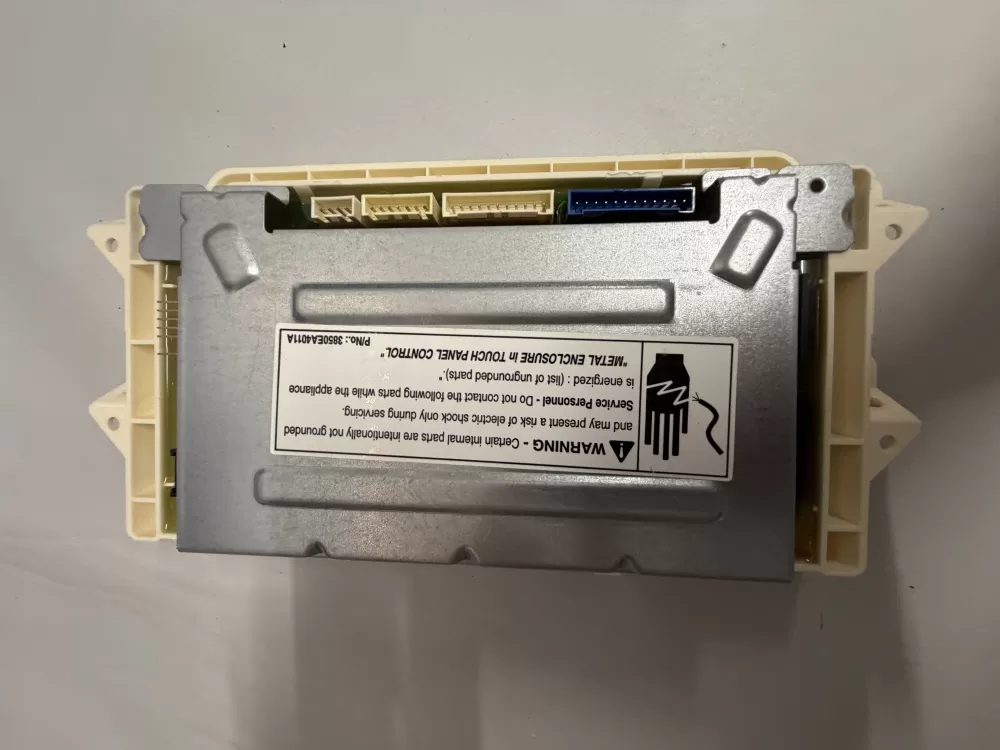 WARNING - Certain internal parts are intentionally not grounded
and may present a risk of electric shock only during servicing.
Service Personnel - Do not contact the following parts while the appliance
is energized : (list of ungrounded parts).”
"METAL ENCLOSURE in TOUCH PANEL CONTROL"
P/No.: 3850EA4011A